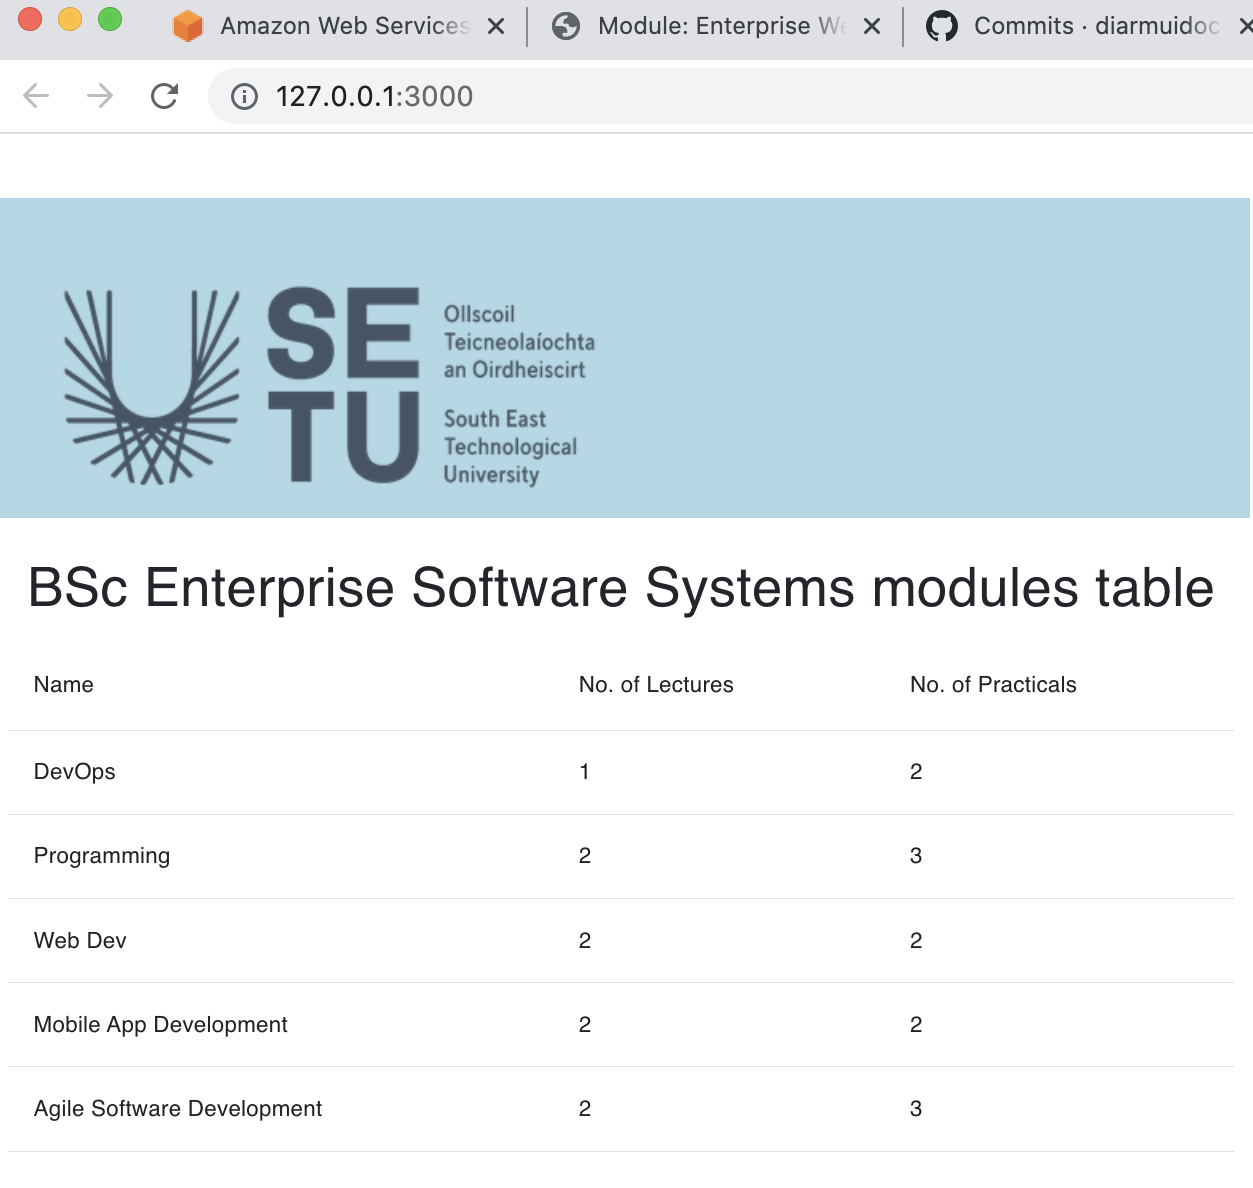 Amazon Web Services
Module: Enterprise We
Commits · diarmuidoc
127.0.0.1:3000
SE
TU
Ollscoil
Teicneolaíochta
an Oirdheiscirt
South East
Technological
University
BSc Enterprise Software Systems modules table
Name No. of Lectures No. of Practicals
DevOps 1 2
Programming 2 3
Web Dev 2 2
Mobile App Development 2 2
Agile Software Development 2 3